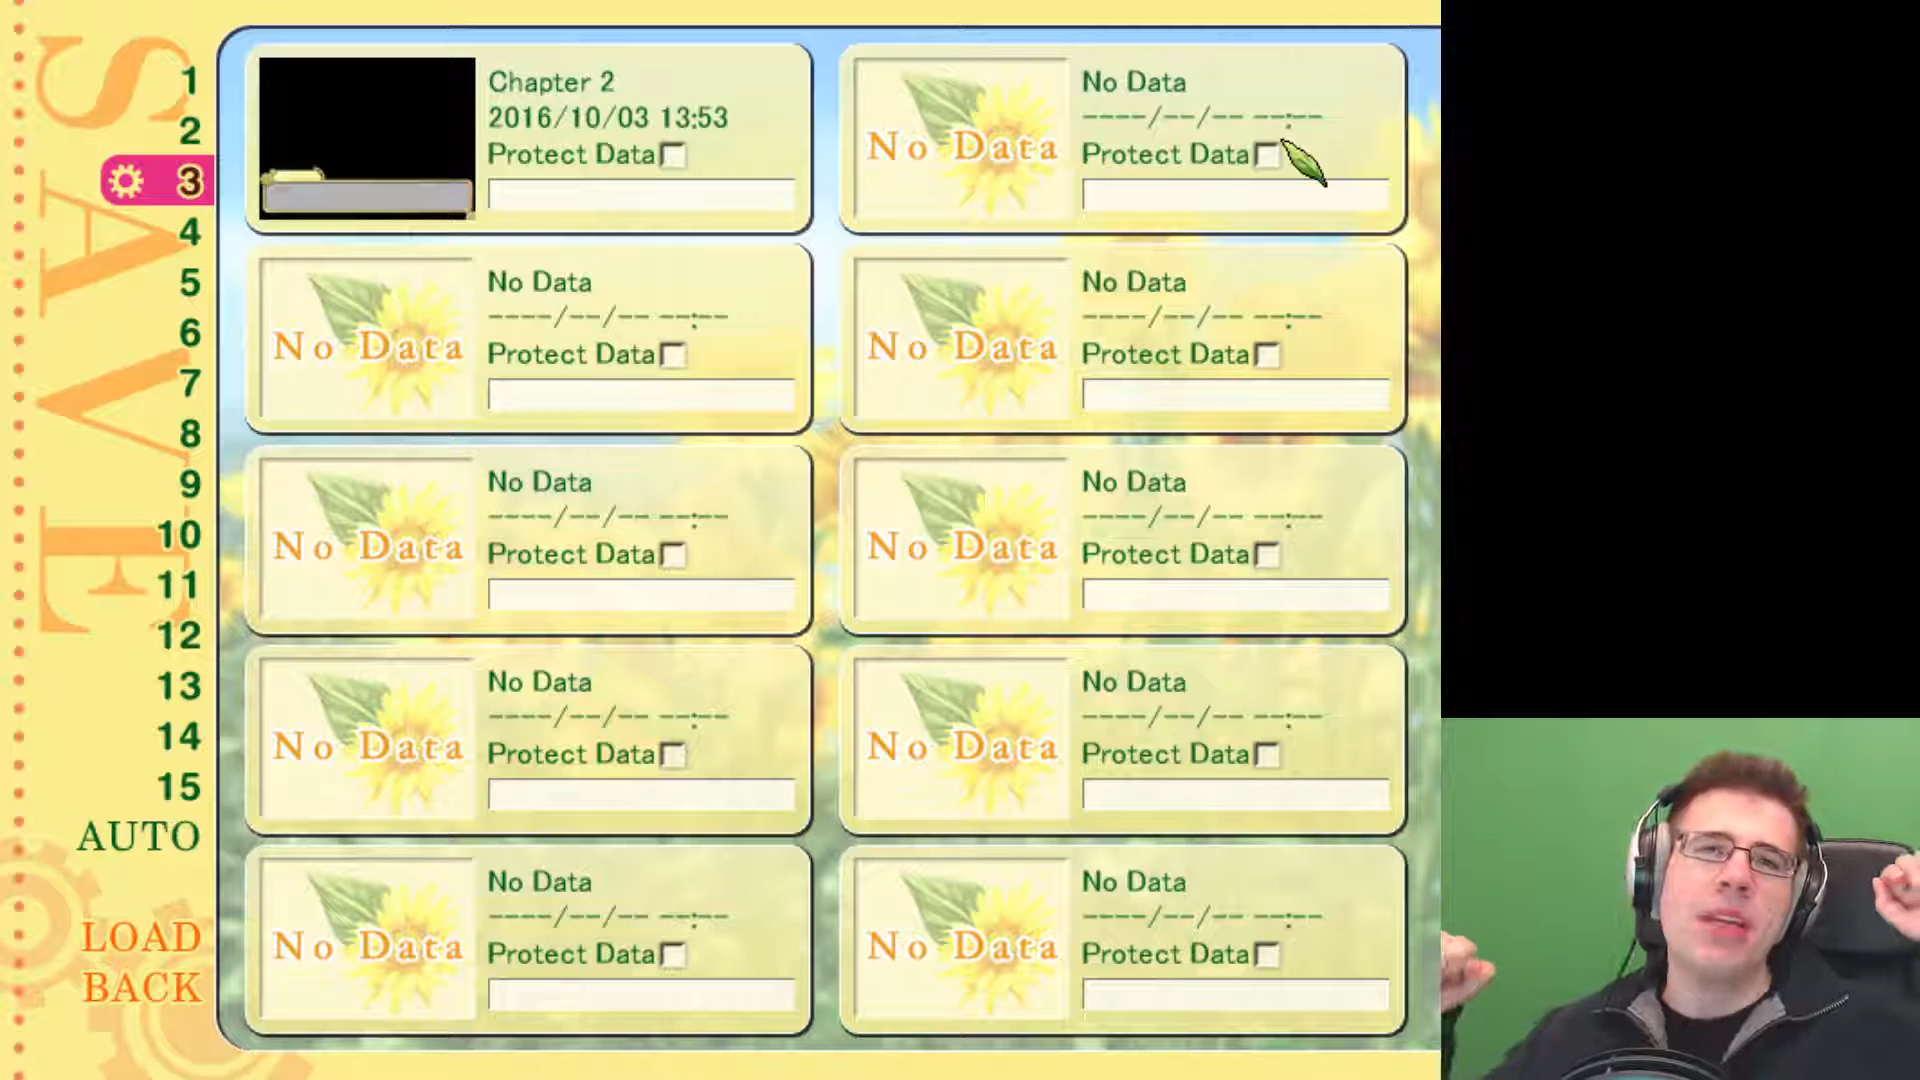 SAVE
1
2
3
4
5
6
7
8
9
10
11
12
13
14
15
AUTO
LOAD
BACK
Chapter 2
2016/10/03 13:53
Protect Data
No Data
No Data
----/--/-- --:--
Protect Data
No Data
No Data
----/--/-- --:--
Protect Data
No Data
No Data
----/--/-- --:--
Protect Data
No Data
No Data
----/--/-- --:--
Protect Data
No Data
No Data
----/--/-- --:--
Protect Data
No Data
No Data
----/--/-- --:--
Protect Data
No Data
No Data
----/--/-- --:--
Protect Data
No Data
No Data
----/--/-- --:--
Protect Data
No Data
No Data
----/--/-- --:--
Protect Data